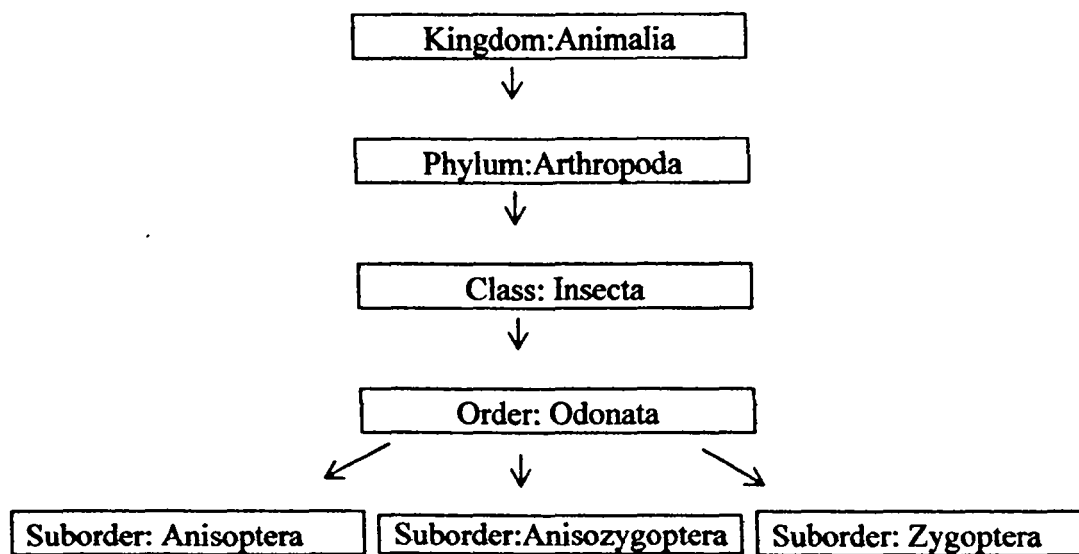 Kingdom:Animalia
Phylum:Arthropoda
Class: Insecta
Order: Odonata
Suborder: Anisoptera
Suborder:Anisozygoptera
Suborder: Zygoptera